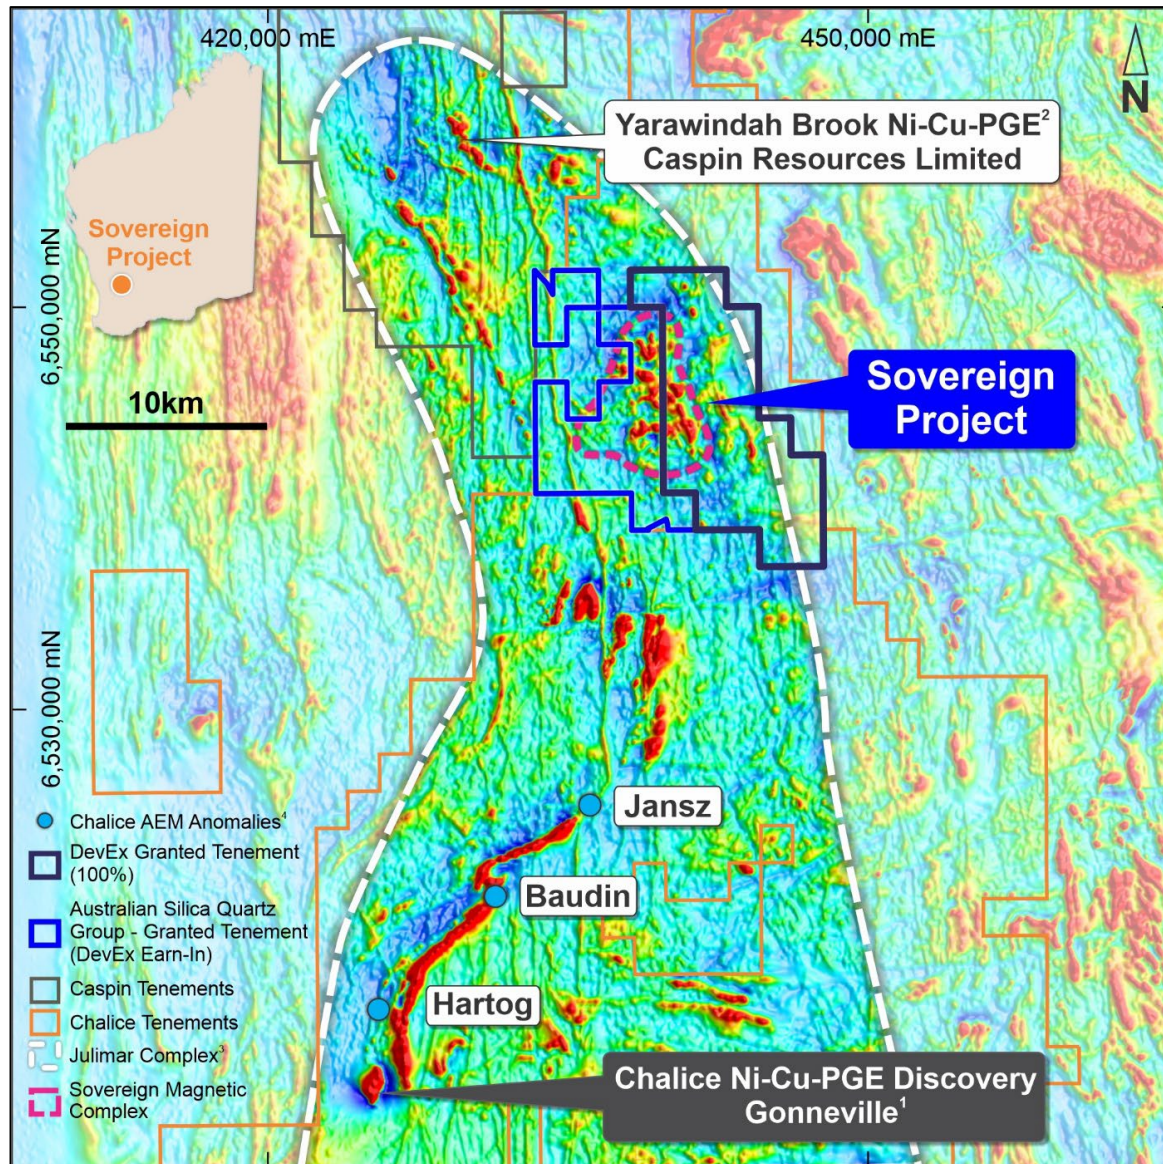 420,000 mE
450,000 mE
N
Yarawindah Brook Ni-Cu-PGE²
Caspin Resources Limited
Sovereign
Project
6,550,000 mN
10km
Sovereign
Project
6,530,000 mN
Jansz
Baudin
Hartog
Chalice Ni-Cu-PGE Discovery
Gonneville¹
Chalice AEM Anomalies⁴
DevEx Granted Tenement
(100%)
Australian Silica Quartz
Group - Granted Tenement
(DevEx Earn-In)
Caspin Tenements
Chalice Tenements
Julimar Complex³
Sovereign Magnetic
Complex